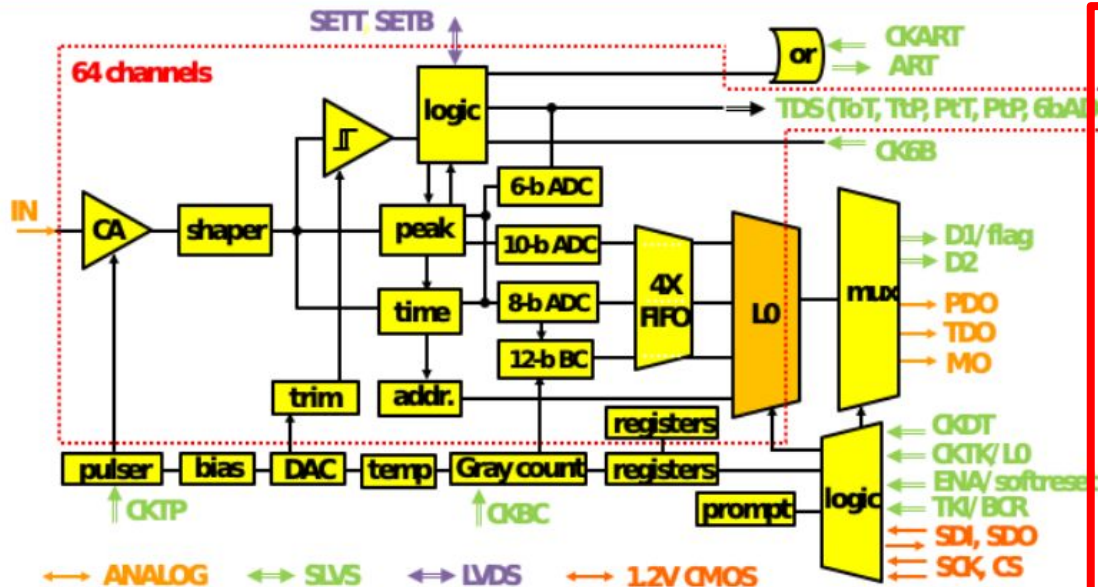 SETT, SETB
CKART
or
ART
64 channels
logic
TDS (ToT, TtP, PtT, PtP, 6bADC
CK6B
6-b ADC
IN
CA
shaper
peak
10-b ADC
D1/flag
D2
4X
FIFO
L0
mux
time
8-b ADC
PDO
TDO
12-b BC
MO
trim
addr.
registers
CKDT
pulser
bias
DAC
temp
Gray count
registers
CKTK/L0
logic
ENA/softreset
CKTP
CKBC
prompt
TKI/BCR
SDI, SDO
SCK, CS
ANALOG
SLVS
LVDS
1.2V CMOS